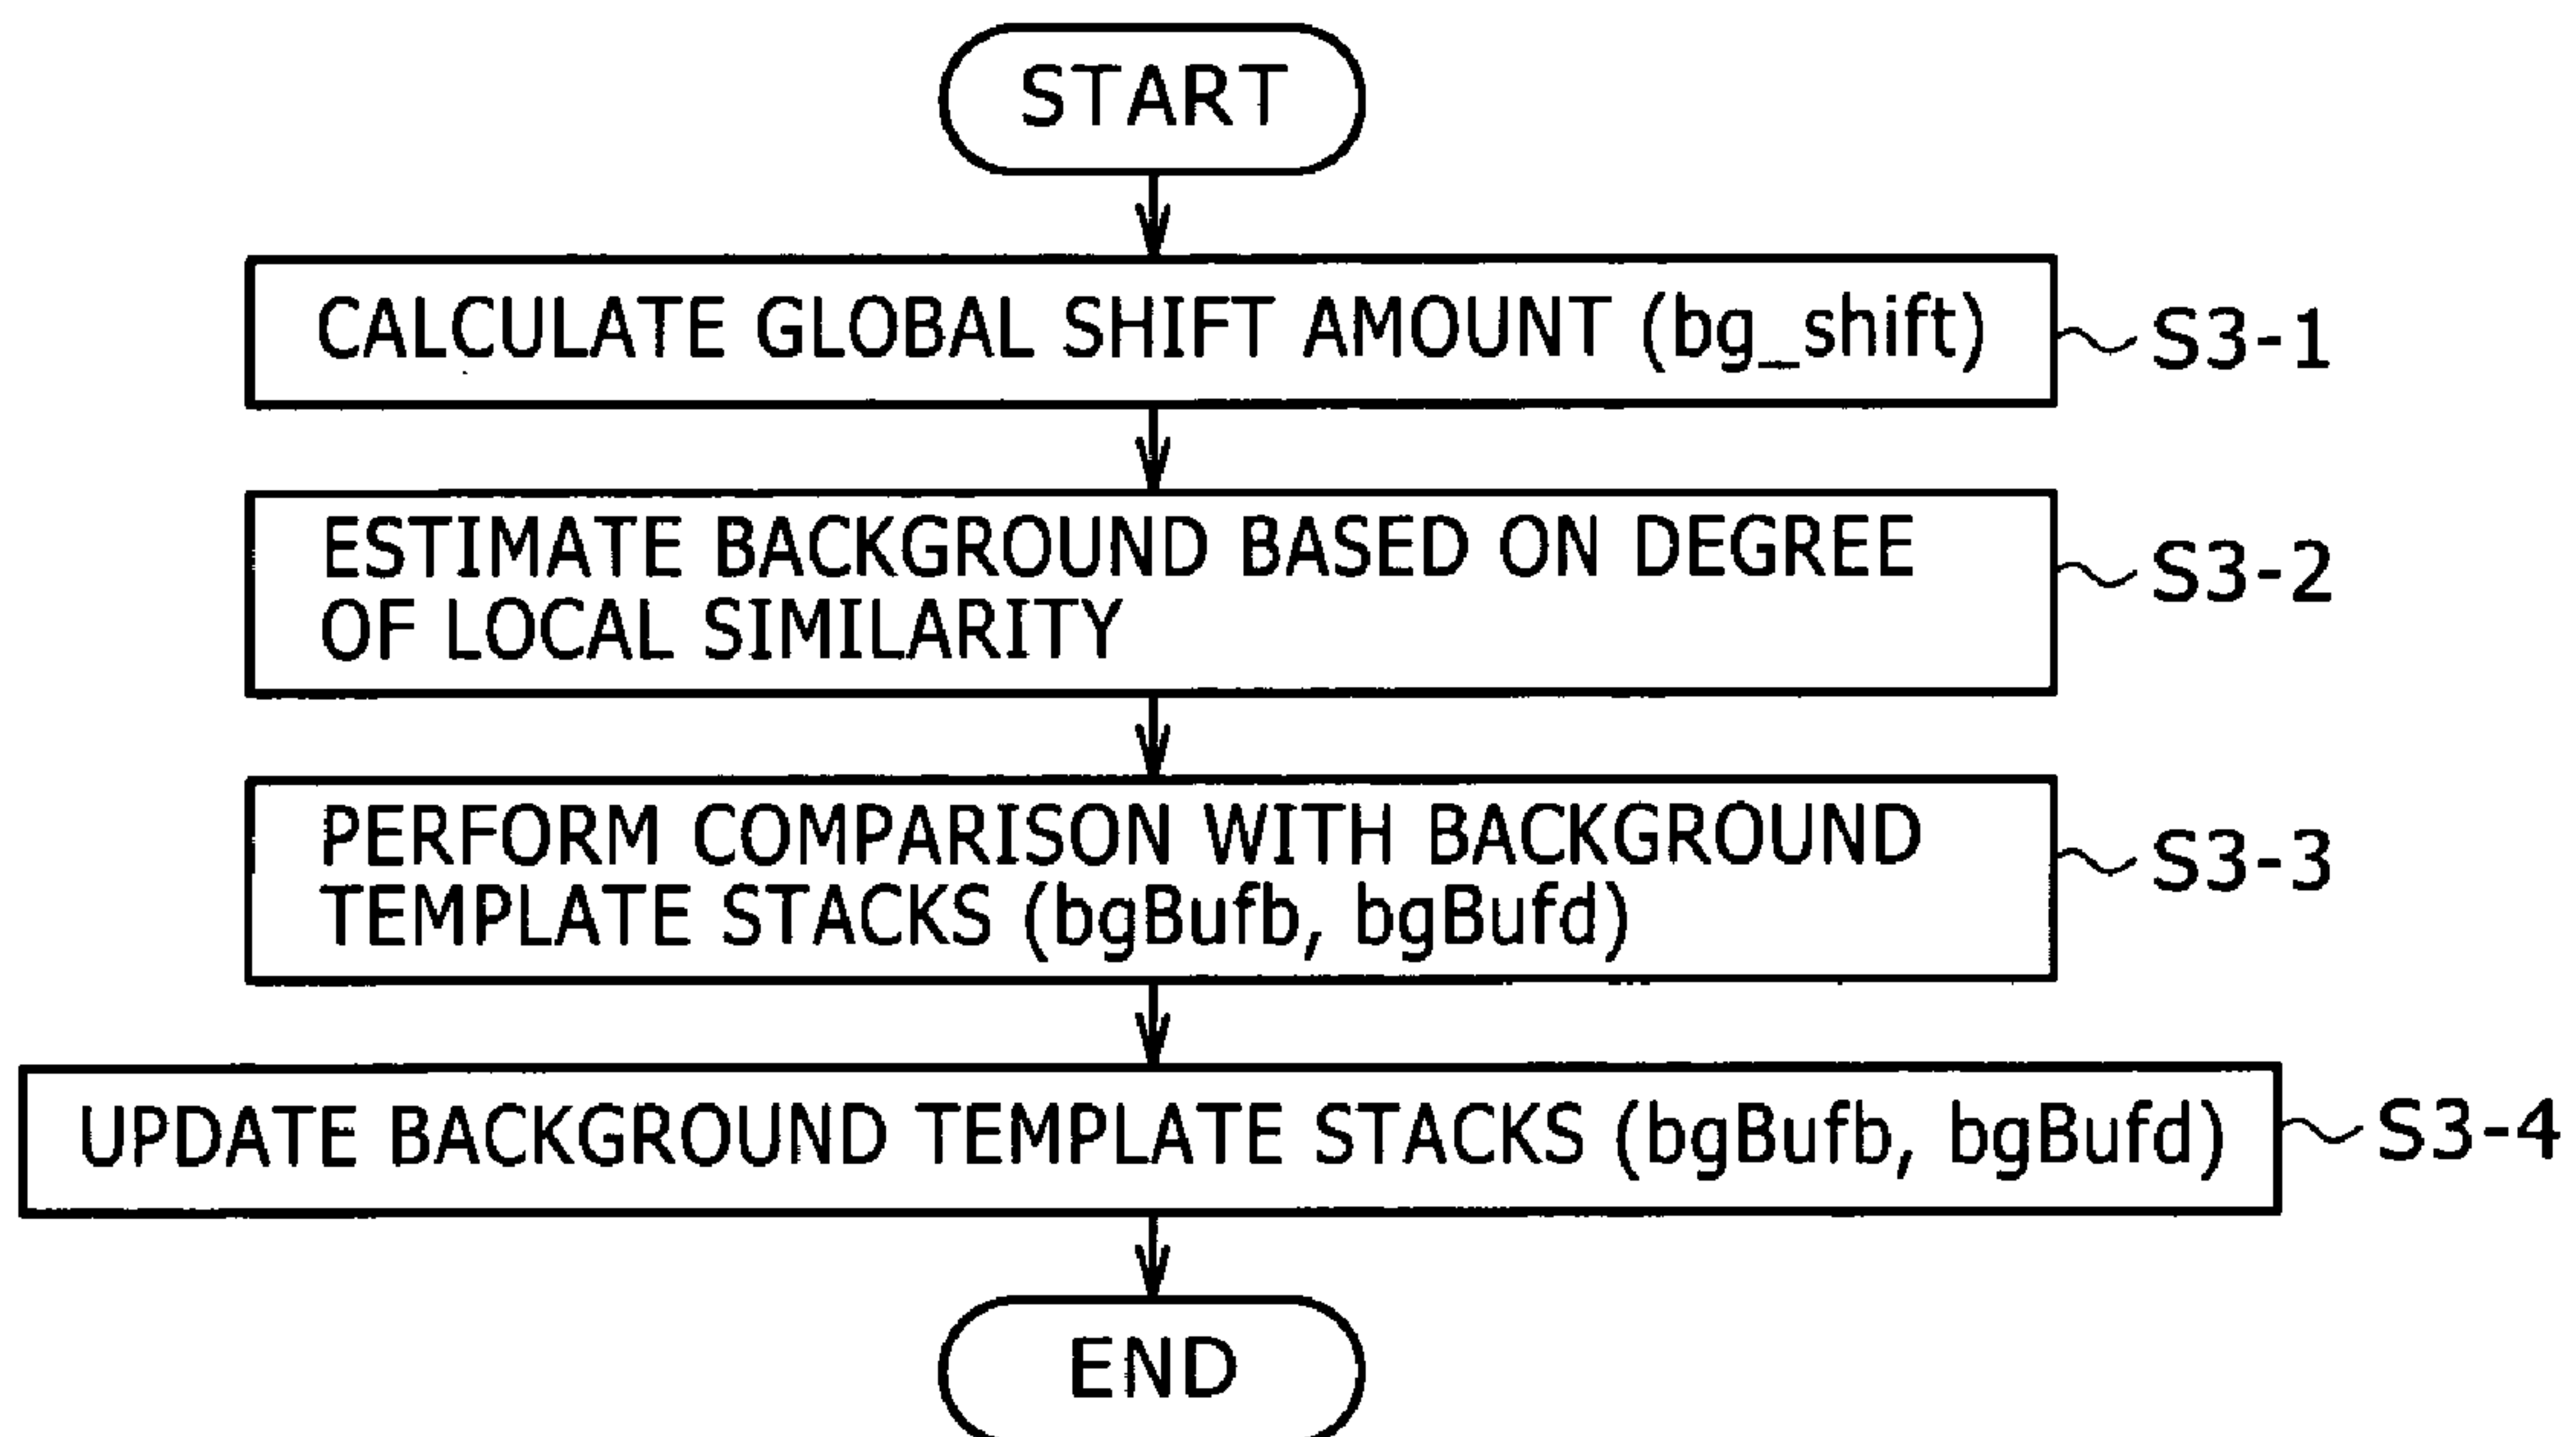 START
CALCULATE GLOBAL SHIFT AMOUNT (bg_shift)
S3-1
ESTIMATE BACKGROUND BASED ON DEGREE
OF LOCAL SIMILARITY
S3-2
PERFORM COMPARISON WITH BACKGROUND
TEMPLATE STACKS (bgBufb, bgBufd)
S3-3
UPDATE BACKGROUND TEMPLATE STACKS (bgBufb, bgBufd)
S3-4
END